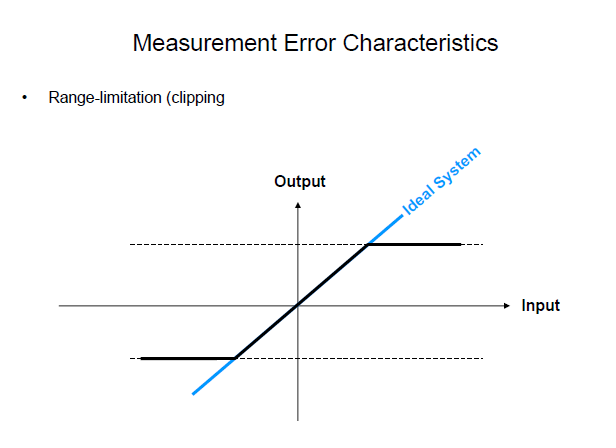 Measurement Error Characteristics
• Range-limitation (clipping
Ideal System
Output
Input